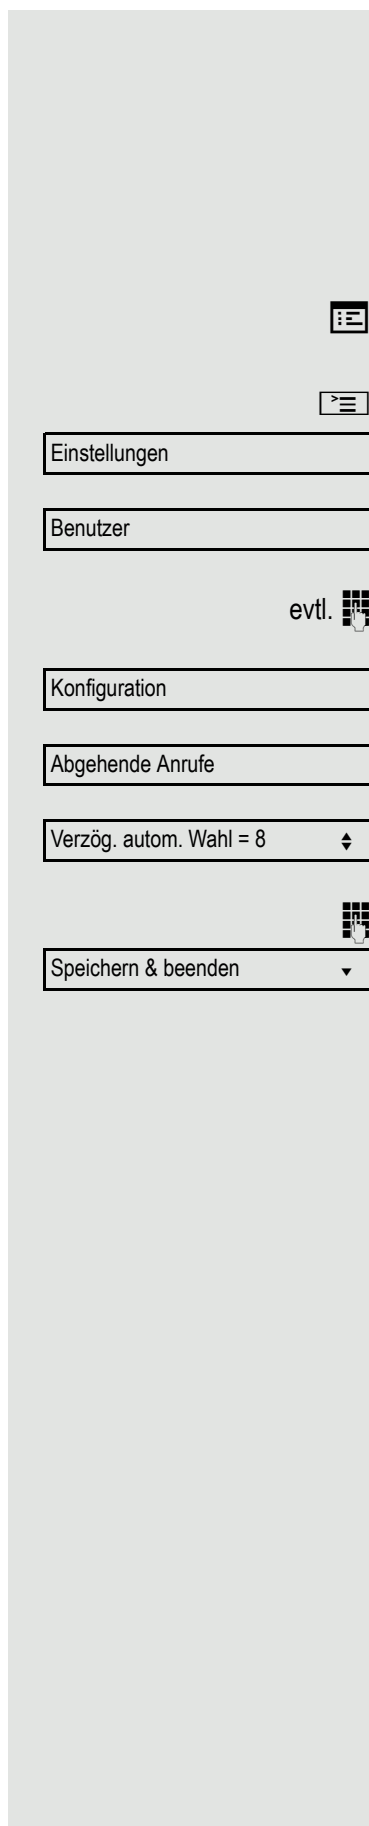 Einstellungen
Benutzer
evtl.
Konfiguration
Abgehende Anrufe
Verzög. autom. Wahl = 8
Speichern & beenden